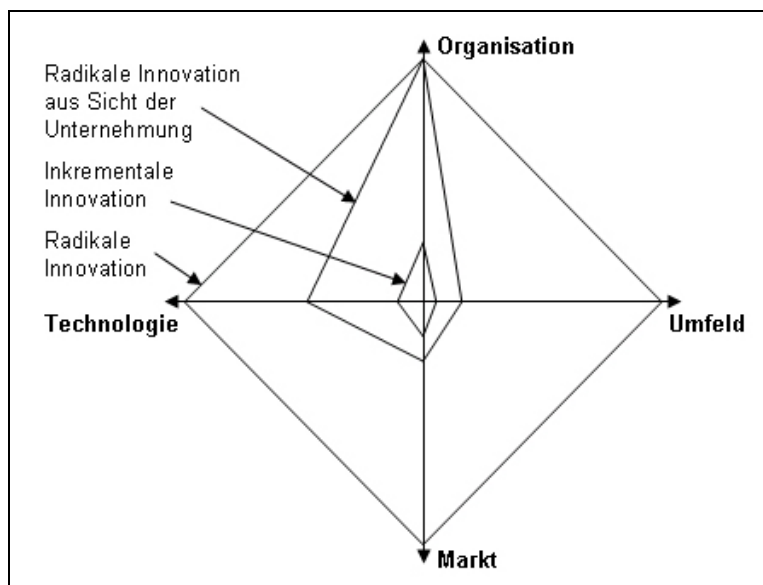 Organisation
Radikale Innovation
aus Sicht der
Unternehmung
Inkrementale
Innovation
Radikale
Innovation
Technologie
Umfeld
Markt